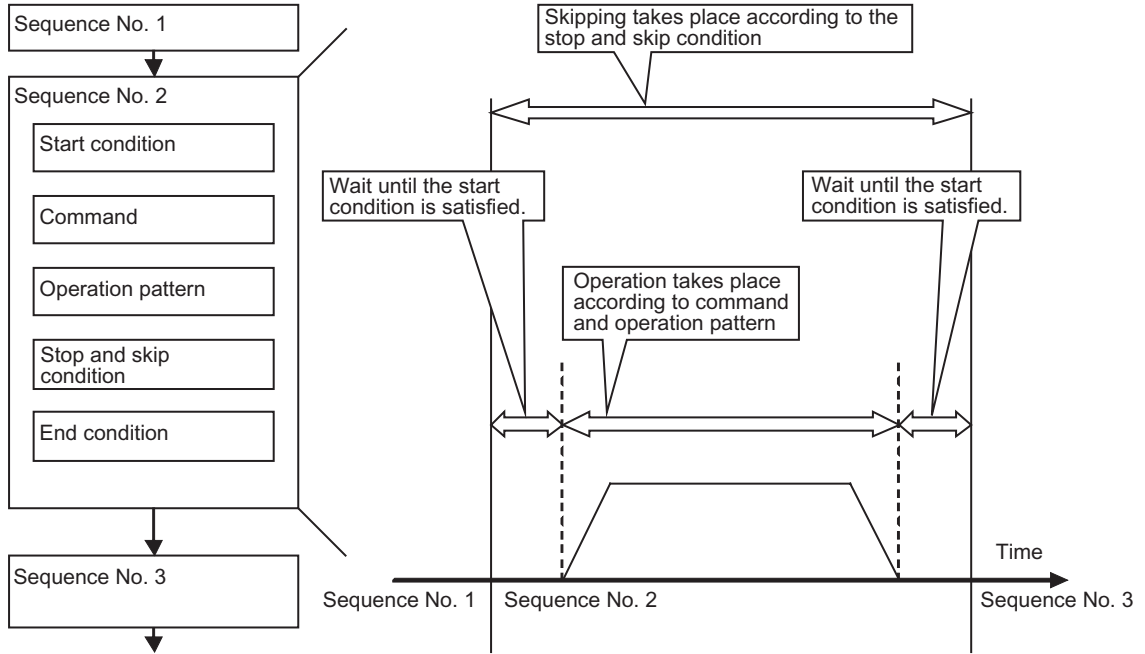 Sequence No. 1
Sequence No. 2
Start condition
Command
Operation pattern
Stop and skip
condition
End condition
Sequence No. 3
Skipping takes place according to the
stop and skip condition
Wait until the start
condition is satisfied.
Wait until the start
condition is satisfied.
Operation takes place
according to command
and operation pattern
Time
Sequence No. 1
Sequence No. 2
Sequence No. 3